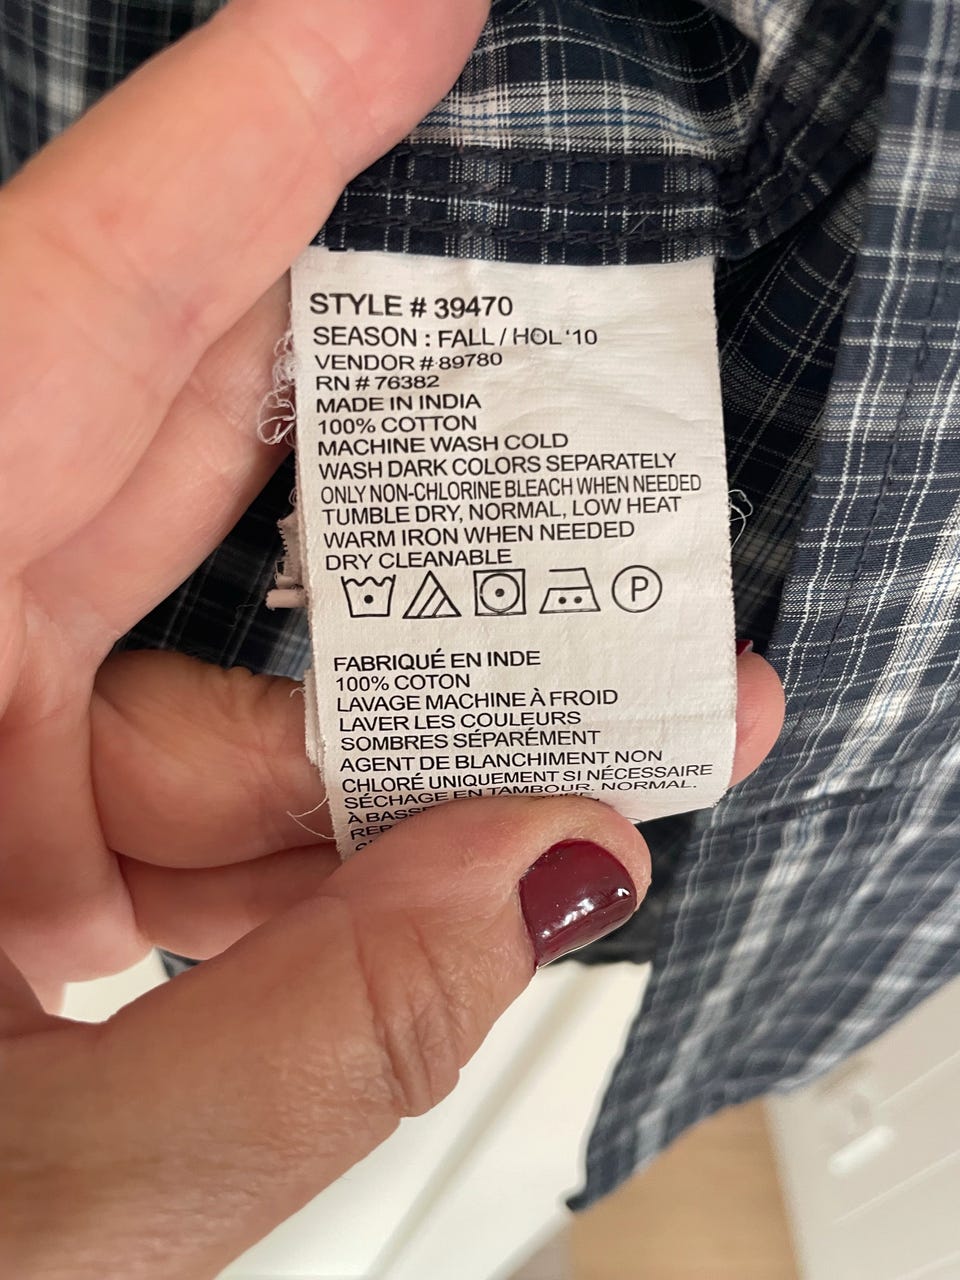 STYLE # 39470
SEASON : FALL / HOL '10
VENDOR # 89780
RN # 76382
MADE IN INDIA
100% COTTON
MACHINE WASH COLD
WASH DARK COLORS SEPARATELY
ONLY NON-CHLORINE BLEACH WHEN NEEDED
TUMBLE DRY, NORMAL, LOW HEAT
WARM IRON WHEN NEEDED
DRY CLEANABLE
P
FABRIQUÉ EN INDE
100% COTON
LAVAGE MACHINE À FROID
LAVER LES COULEURS
SOMBRES SÉPARÉMENT
AGENT DE BLANCHIMENT NON
CHLORÉ UNIQUEMENT SI NÉCESSAIRE
SÉCHAGE EN TAMBOUR. NORMAL.
À BASSE